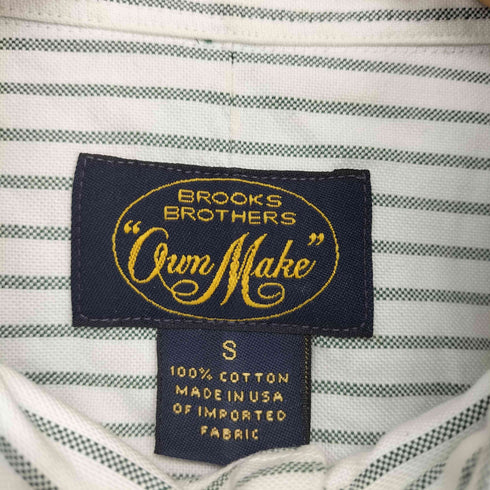 BROOKS
BROTHERS
"Own Make"
S
100% COTTON
MADE IN USA
OF IMPORTED
FABRIC